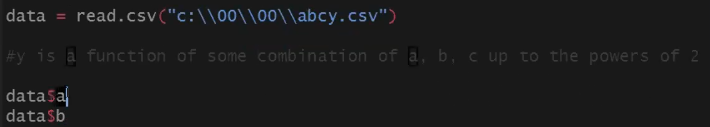 data = read.csv("c:\\00\\00\\abcy.csv")
#y is a function of some combination of a, b, c up to the powers of 2
data$a
data$b